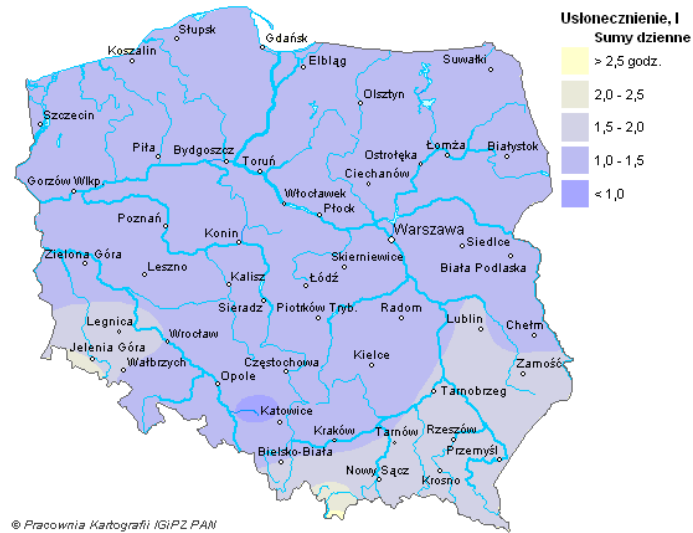 Usłonecznienie, I
Sumy dzienne
> 2,5 godz.
2,0 - 2,5
1,5 - 2,0
1,0 - 1,5
< 1,0
Słupsk
Gdańsk
Koszalin
Elbląg
Suwałki
Olsztyn
Szczecin
Piła
Bydgoszcz
Toruń
Ostrołęka
Łomża
Białystok
Ciechanów
Gorzów Wlkp.
Włocławek
Płock
Poznań
Konin
Warszawa
Siedlce
Zielona Góra
Leszno
Kalisz
Łódź
Skierniewice
Biała Podlaska
Sieradz
Piotrków Tryb.
Radom
Lublin
Chełm
Legnica
Wrocław
Jelenia Góra
Wałbrzych
Opole
Częstochowa
Kielce
Zamość
Tarnobrzeg
Katowice
Kraków
Tarnów
Rzeszów
Przemyśl
Bielsko-Biała
Nowy Sącz
Krosno
© Pracownia Kartografii IGiPZ PAN